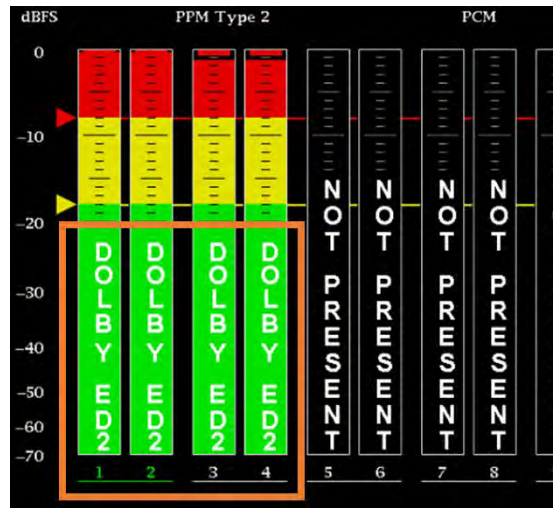 dBFS PPM Type 2 PCM
0
-10
-20
-30
-40
-50
-60
-70
DOLBY ED2
DOLBY ED2
DOLBY ED2
DOLBY ED2
NOT PRESENT
NOT PRESENT
NOT PRESENT
NOT PRESENT
1 2 3 4 5 6 7 8